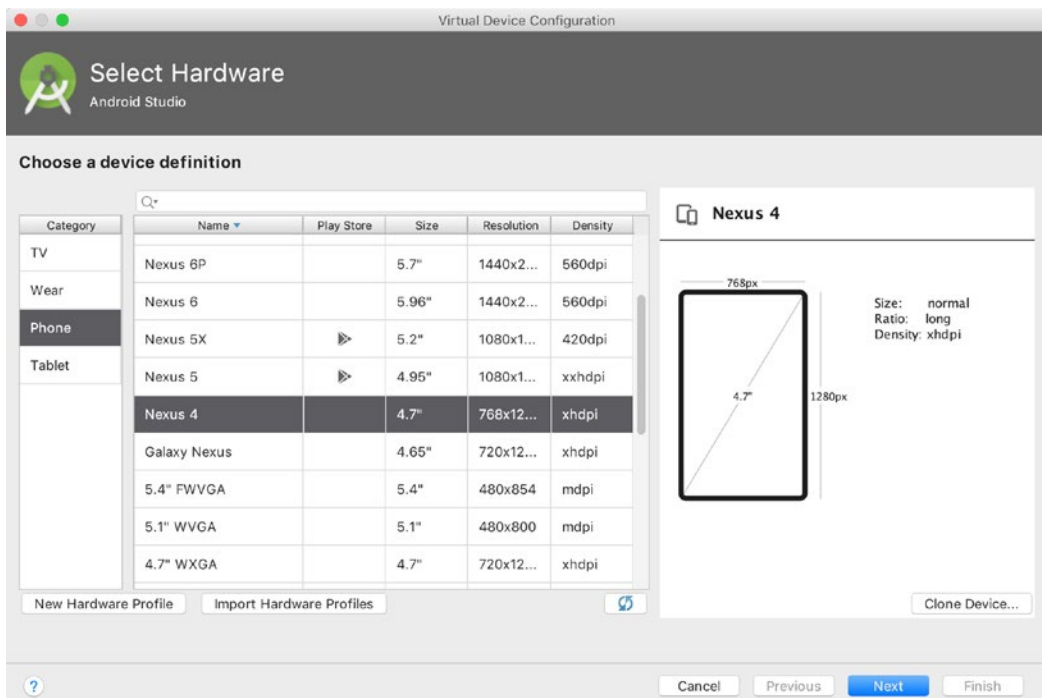 Virtual Device Configuration
Select Hardware
Android Studio
Choose a device definition
Category
Name Play Store Size Resolution Density
TV
Wear
Phone
Tablet
Nexus 6P 5.7" 1440x2... 560dpi
Nexus 6 5.96" 1440x2... 560dpi
Nexus 5X 5.2" 1080x1... 420dpi
Nexus 5 4.95" 1080x1... xxhdpi
Nexus 4 4.7" 768x12... xhdpi
Galaxy Nexus 4.65" 720x12... xhdpi
5.4" FWVGA 5.4" 480x854 mdpi
5.1" WVGA 5.1" 480x800 mdpi
4.7" WXGA 4.7" 720x12... xhdpi
New Hardware Profile Import Hardware Profiles
Nexus 4
768px
4.7"
1280px
Size: normal
Ratio: long
Density: xhdpi
Clone Device...
? Cancel Previous Next Finish